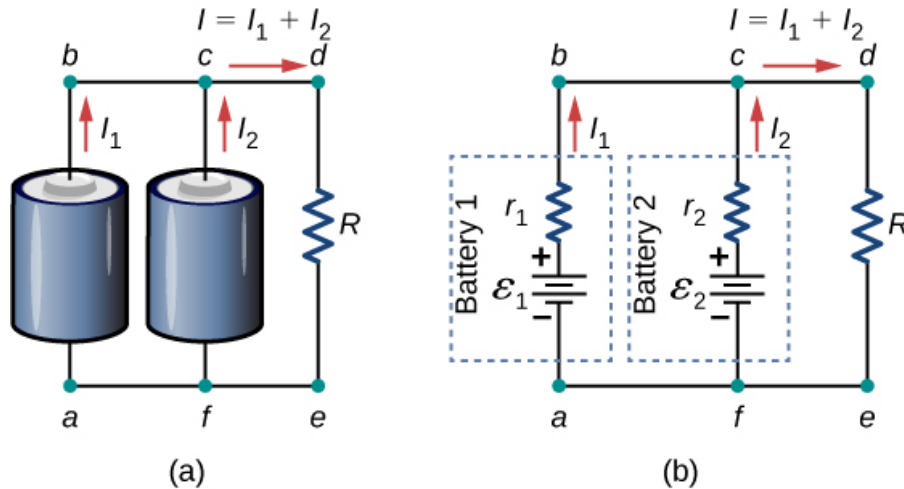 I = I₁ + I₂
b c d
I₁ I₂
R
a f e
(a)
I = I₁ + I₂
b c d
I₁ I₂
Battery 1 r₁ + ε₁ −
Battery 2 r₂ + ε₂ −
R
a f e
(b)